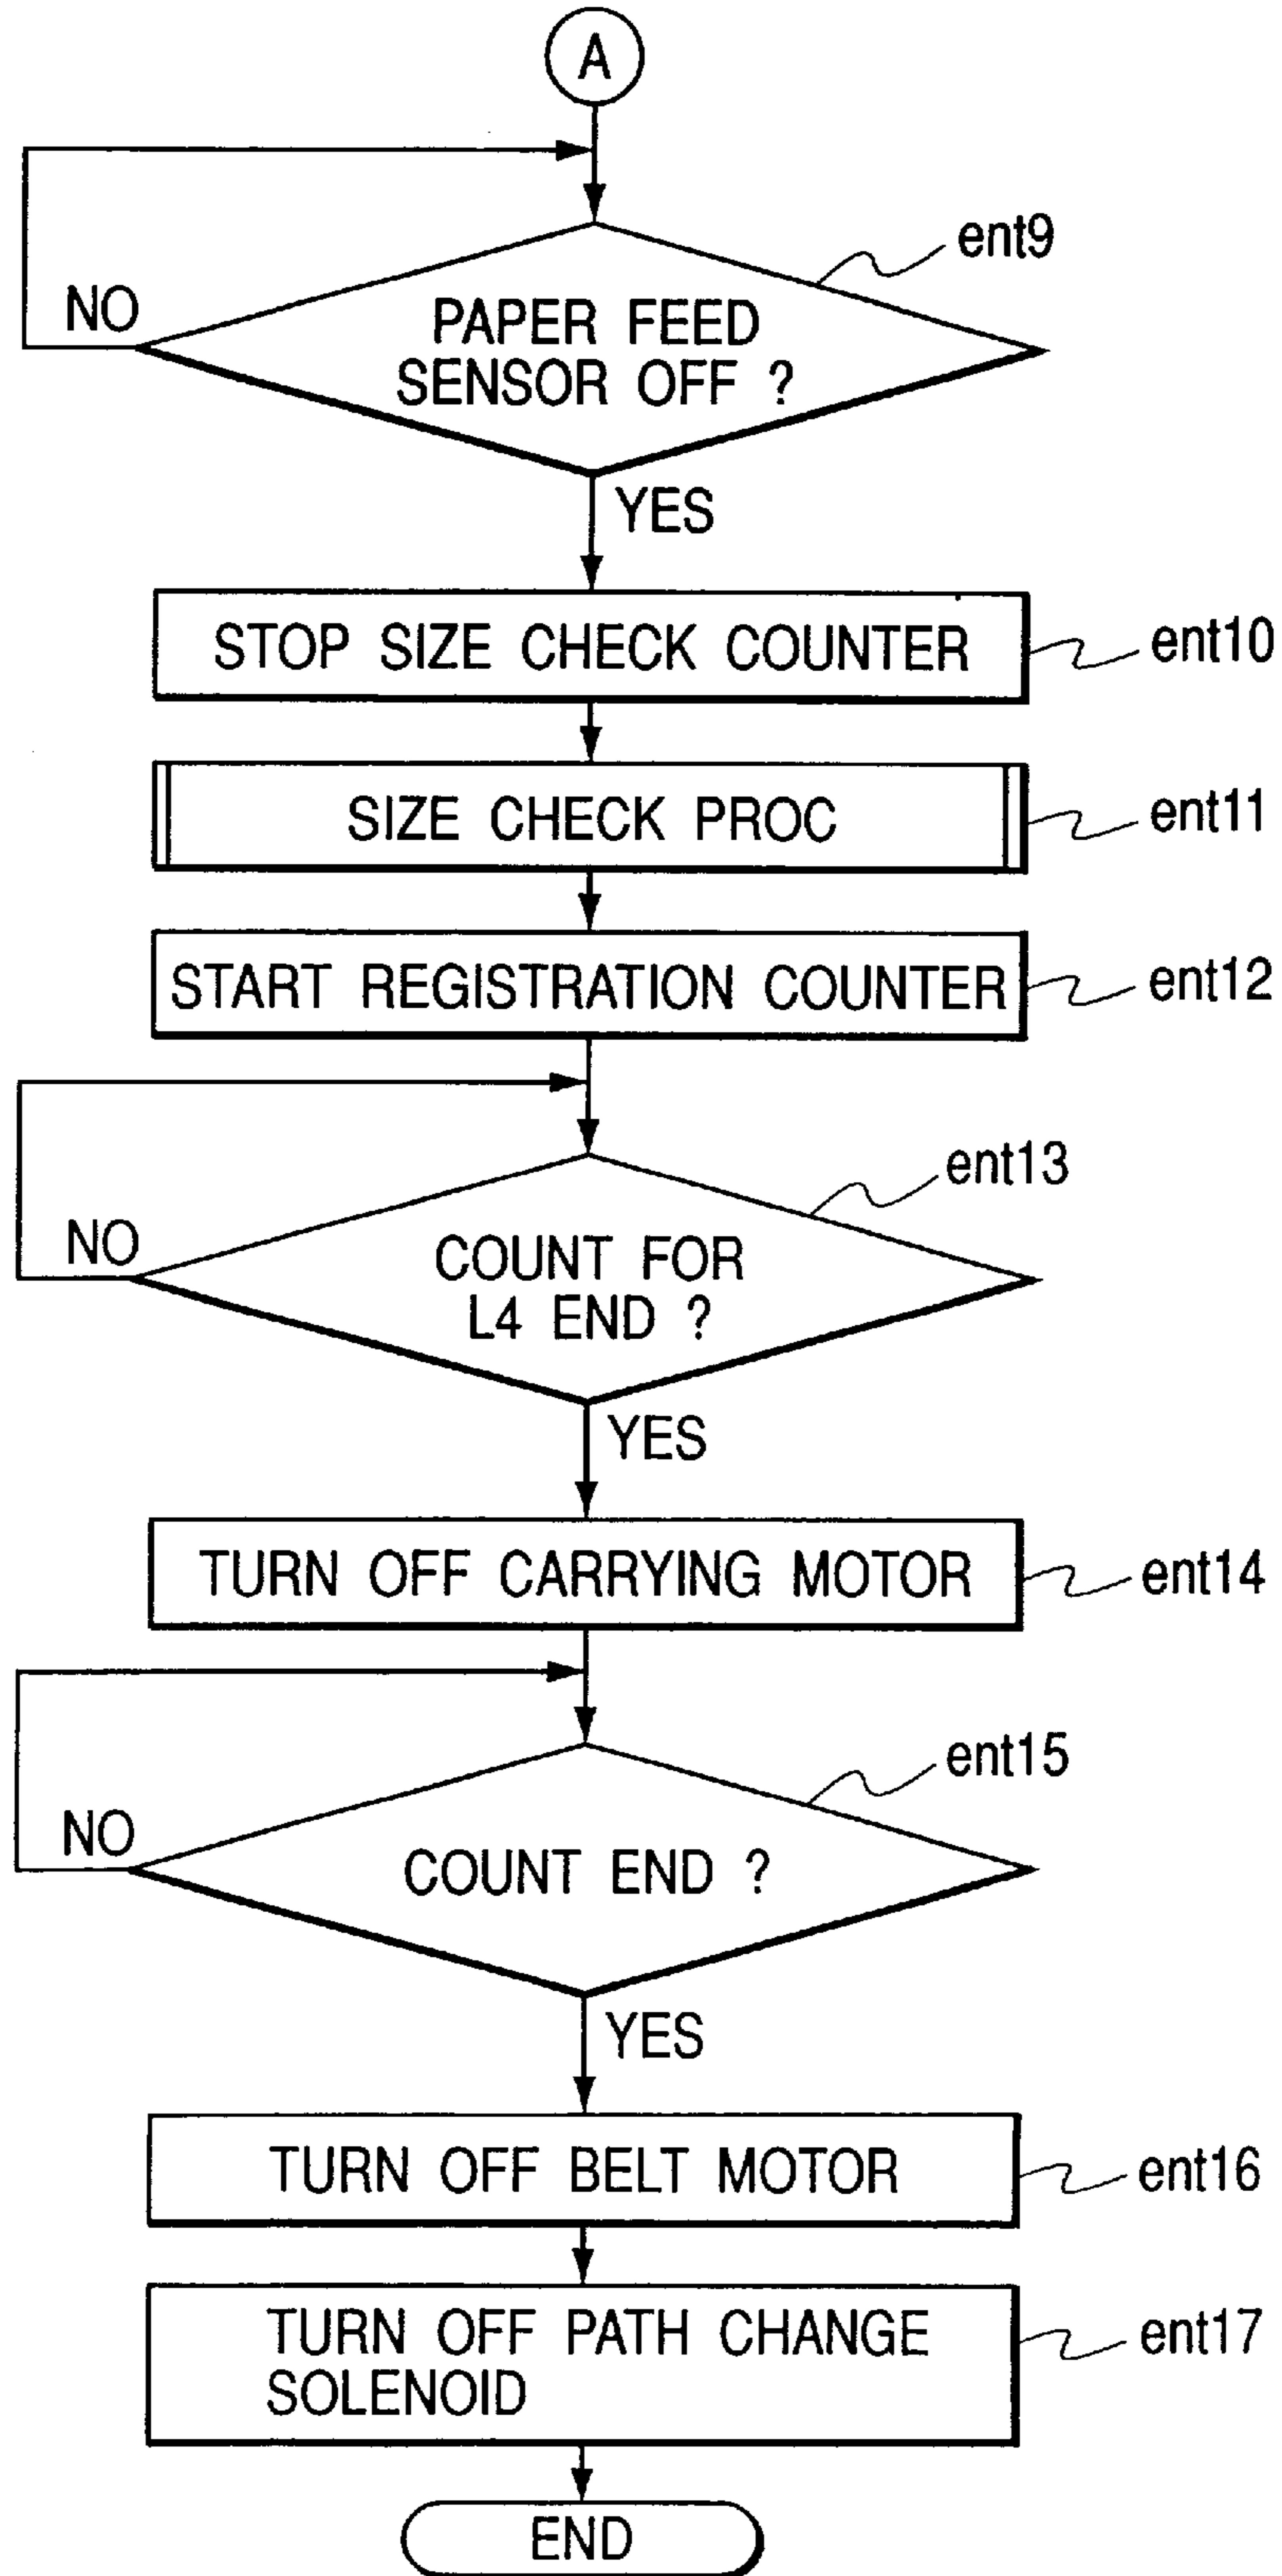 A
ent9
NO
PAPER FEED
SENSOR OFF ?
YES
STOP SIZE CHECK COUNTER
ent10
SIZE CHECK PROC
ent11
START REGISTRATION COUNTER
ent12
ent13
NO
COUNT FOR
L4 END ?
YES
TURN OFF CARRYING MOTOR
ent14
ent15
NO
COUNT END ?
YES
TURN OFF BELT MOTOR
ent16
TURN OFF PATH CHANGE
SOLENOID
ent17
END